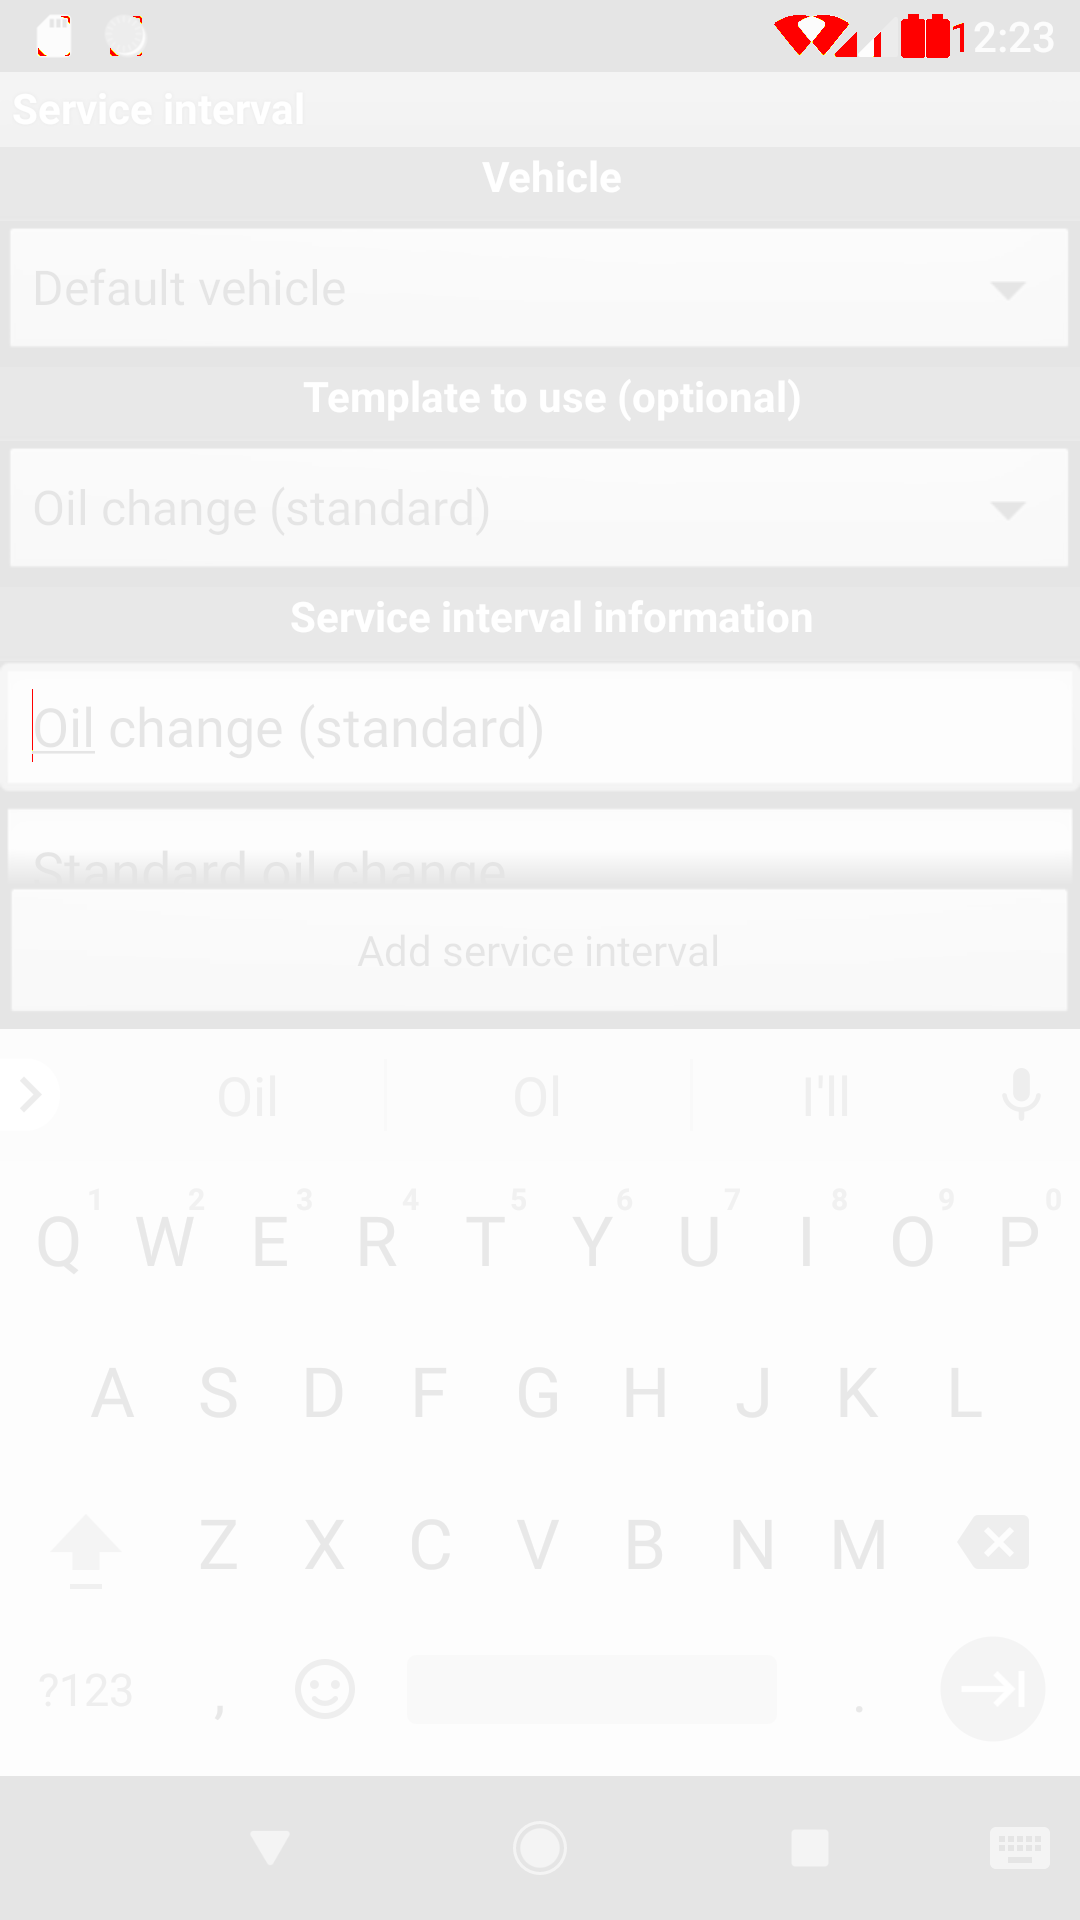 12:23
Service interval
Vehicle
Default vehicle
Template to use (optional)
Oil change (standard)
Service interval information
Oil change (standard)
Standard oil change
Add service interval
Oil Ol I'll
1 2 3 4 5 6 7 8 9 0
Q W E R T Y U I O P
A S D F G H J K L
Z X C V B N M
?123 , .